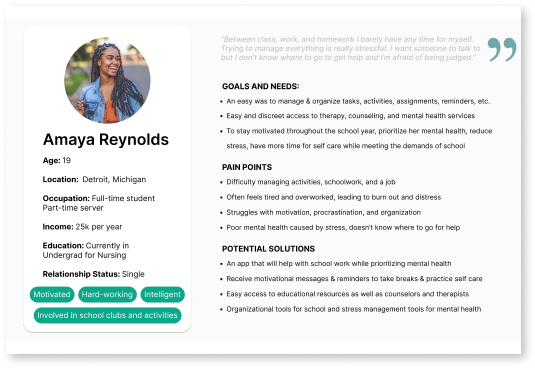 Amaya Reynolds
Age: 19
Location: Detroit, Michigan
Occupation: Full-time student
Part-time server
Income: 25k per year
Education: Currently in
Undergrad for Nursing
Relationship Status: Single
Motivated
Hard-working
Intelligent
Involved in school clubs and activities
"Between class, work, and homework I barely have any time for myself.
Trying to manage everything is really stressful. I want someone to talk to
but I don't know where to go to get help and I'm afraid of being judged."
GOALS AND NEEDS:
• An easy was to manage & organize tasks, activities, assignments, reminders, etc.
• Easy and discreet access to therapy, counseling, and mental health services
• To stay motivated throughout the school year, prioritize her mental health, reduce
stress, have more time for self care while meeting the demands of school
PAIN POINTS
• Difficulty managing activities, schoolwork, and a job
• Often feels tired and overworked, leading to burn out and distress
• Struggles with motivation, procrastination, and organization
• Poor mental health caused by stress, doesn't know where to go for help
POTENTIAL SOLUTIONS
• An app that will help with school work while prioritizing mental health
• Receive motivational messages & reminders to take breaks & practice self care
• Easy access to educational resources as well as counselors and therapists
• Organizational tools for school and stress management tools for mental health